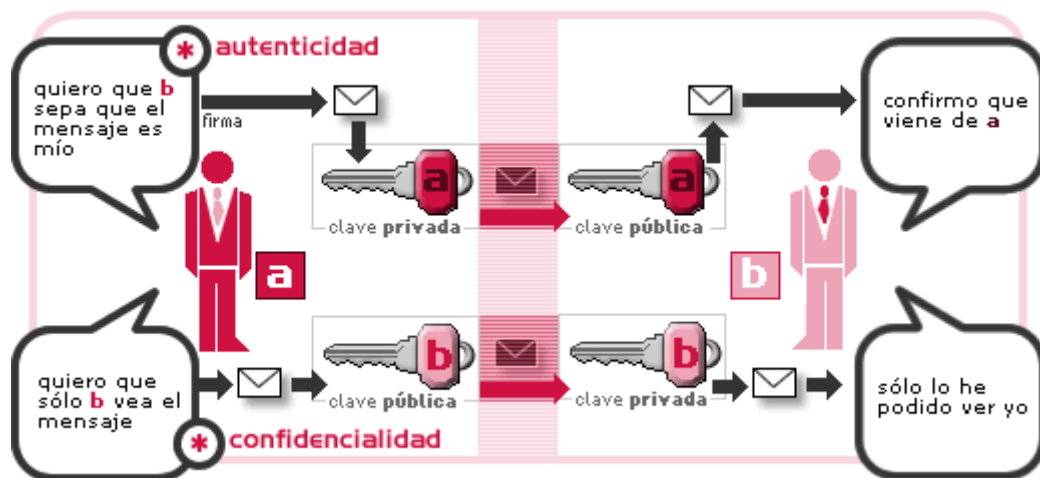 * autenticidad
quiero que b
sepa que el
mensaje es
mío
firma
confirmo que
viene de a
a
a
clave privada
clave pública
a
b
b
b
clave pública
clave privada
quiero que
sólo b vea el
mensaje
sólo lo he
podido ver yo
* confidencialidad